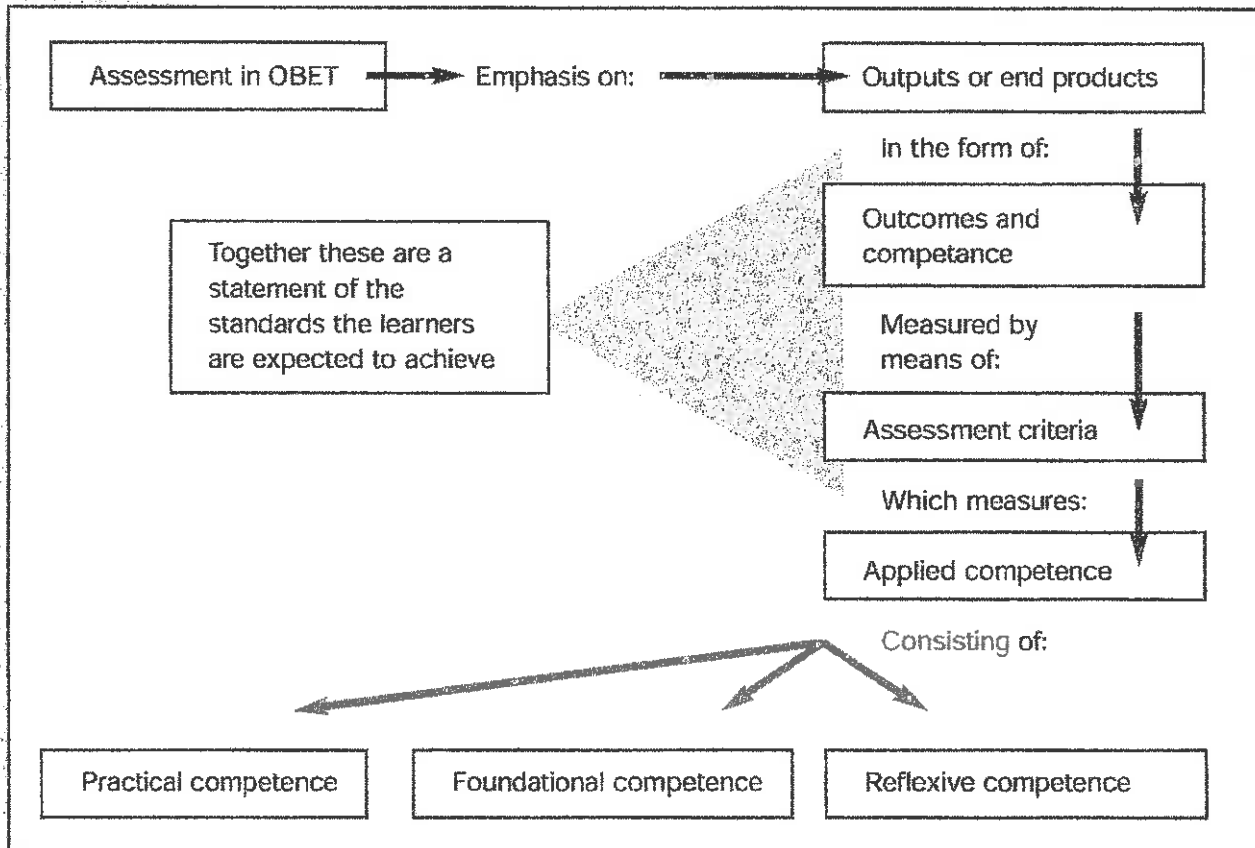 Assessment in OBET
Emphasis on:
Outputs or end products
In the form of:
Outcomes and
competance
Together these are a
statement of the
standards the learners
are expected to achieve
Measured by
means of:
Assessment criteria
Which measures:
Applied competence
Consisting of:
Practical competence
Foundational competence
Reflexive competence